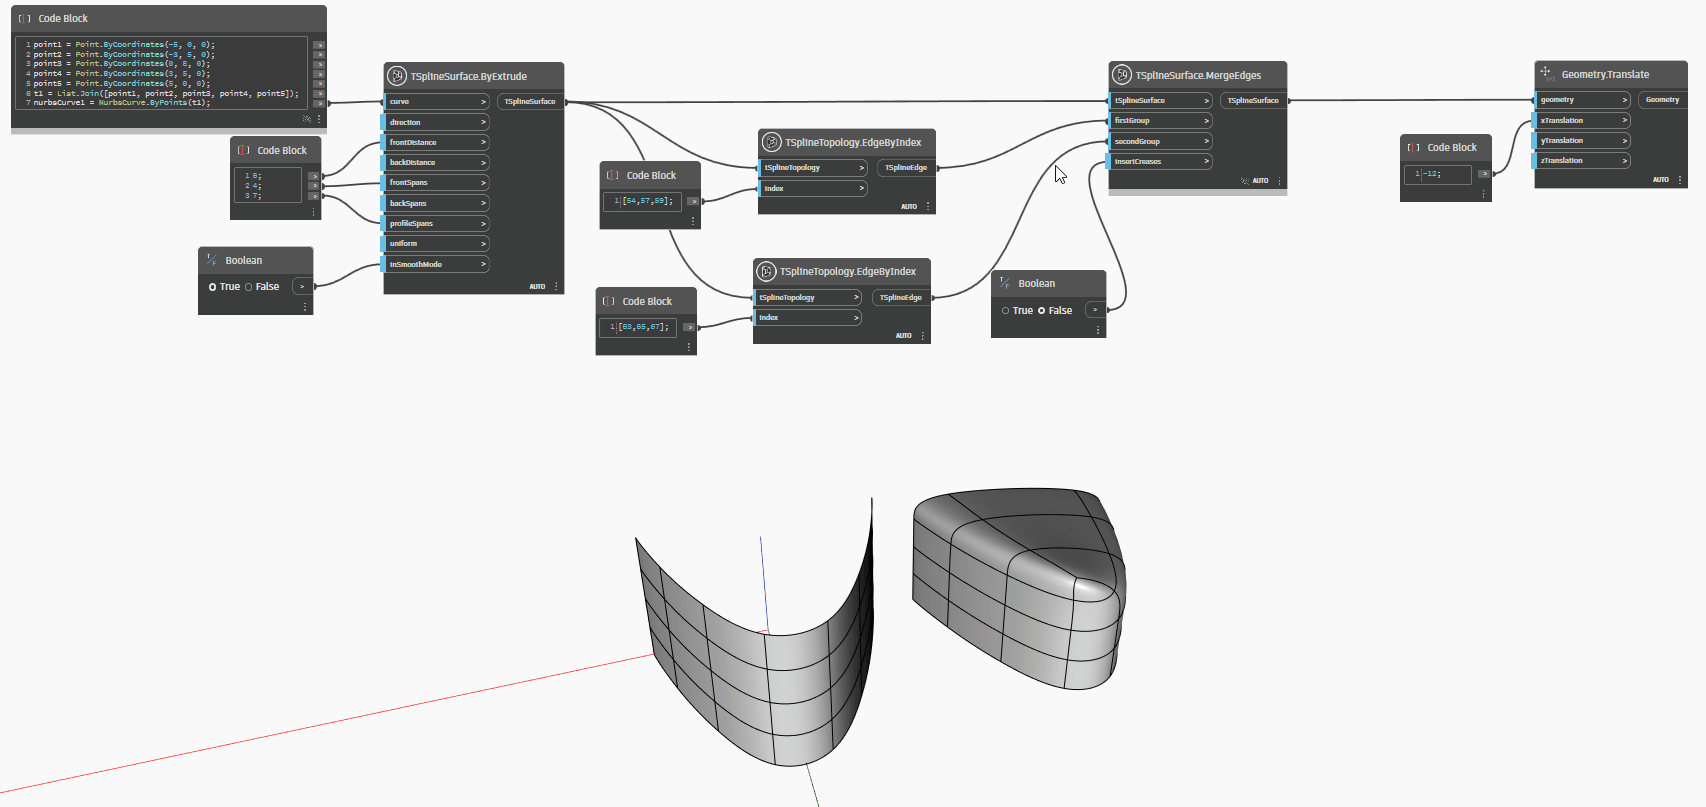 Code Block
1 point1 = Point.ByCoordinates(-5, 0, 0);
2 point2 = Point.ByCoordinates(-3, 5, 0);
3 point3 = Point.ByCoordinates(0, 8, 0);
4 point4 = Point.ByCoordinates(3, 5, 0);
5 point5 = Point.ByCoordinates(5, 0, 0);
6 t1 = List.Join([point1, point2, point3, point4, point5]);
7 nurbsCurve1 = NurbsCurve.ByPoints(t1);
Code Block
1
2 4;
3 7;
Boolean
True False >
TSplineSurface.ByExtrude
curve > TSplineSurface
direction >
frontDistance >
backDistance >
frontSpans >
backSpans >
profileSpans >
uniform >
inSmoothMode >
AUTO
Code Block
1 [54,57,59];
Code Block
1 [63,65,67];
TSplineTopology.EdgeByIndex
tSplineTopology > TSplineEdge
index >
AUTO
TSplineTopology.EdgeByIndex
tSplineTopology > TSplineEdge
index >
AUTO
Boolean
True False >
TSplineSurface.MergeEdges
tSplineSurface > TSplineSurface
firstGroup >
secondGroup >
insertCreases >
AUTO
Code Block
1 -12;
Geometry.Translate
geometry > Geometry
xTranslation >
yTranslation >
zTranslation >
AUTO